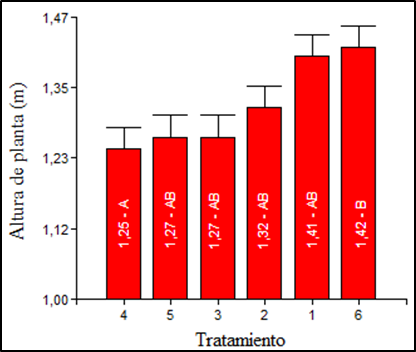 Altura de planta (m)
1,47
1,35
1,23
1,12
1,00
1,25 - A
1,27 - AB
1,27 - AB
1,32 - AB
1,41 - AB
1,42 - B
4 5 3 2 1 6
Tratamiento